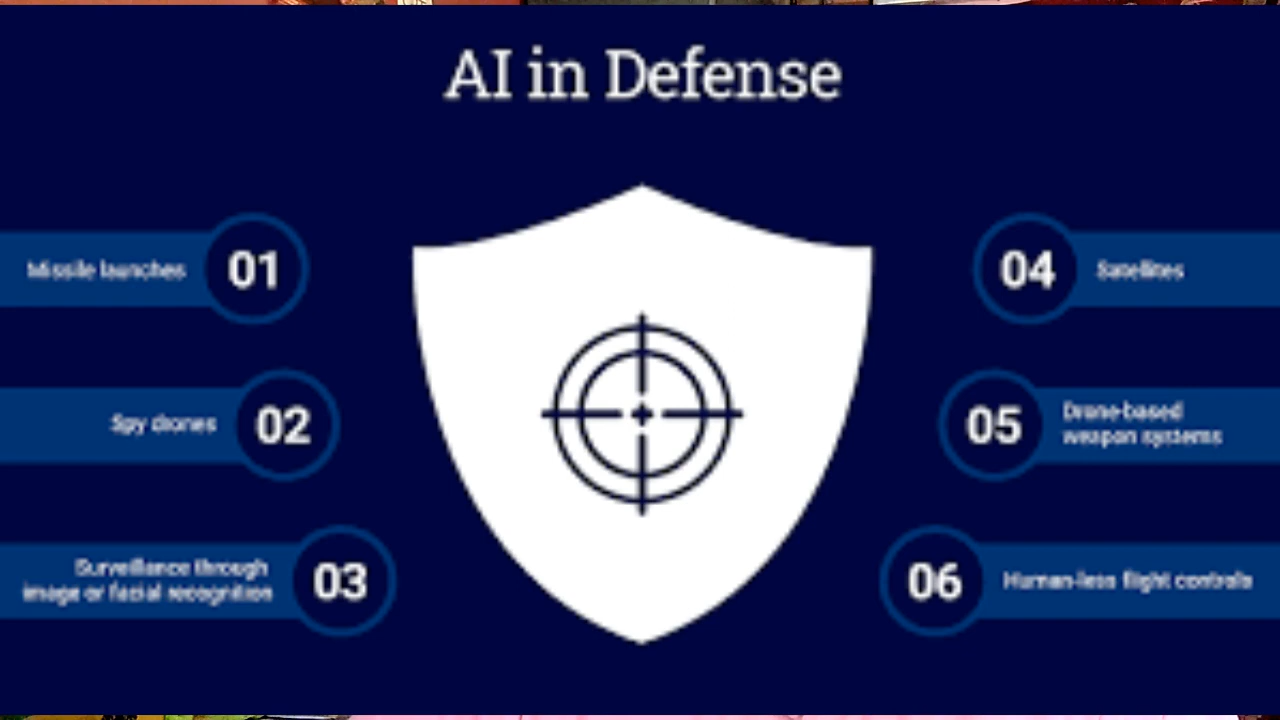 AI in Defense
01
Missile launches
02
Spy drones
03
Surveillance through
image or facial recognition
04
Satellites
05
Drone-based
weapon systems
06
Human-less flight controls